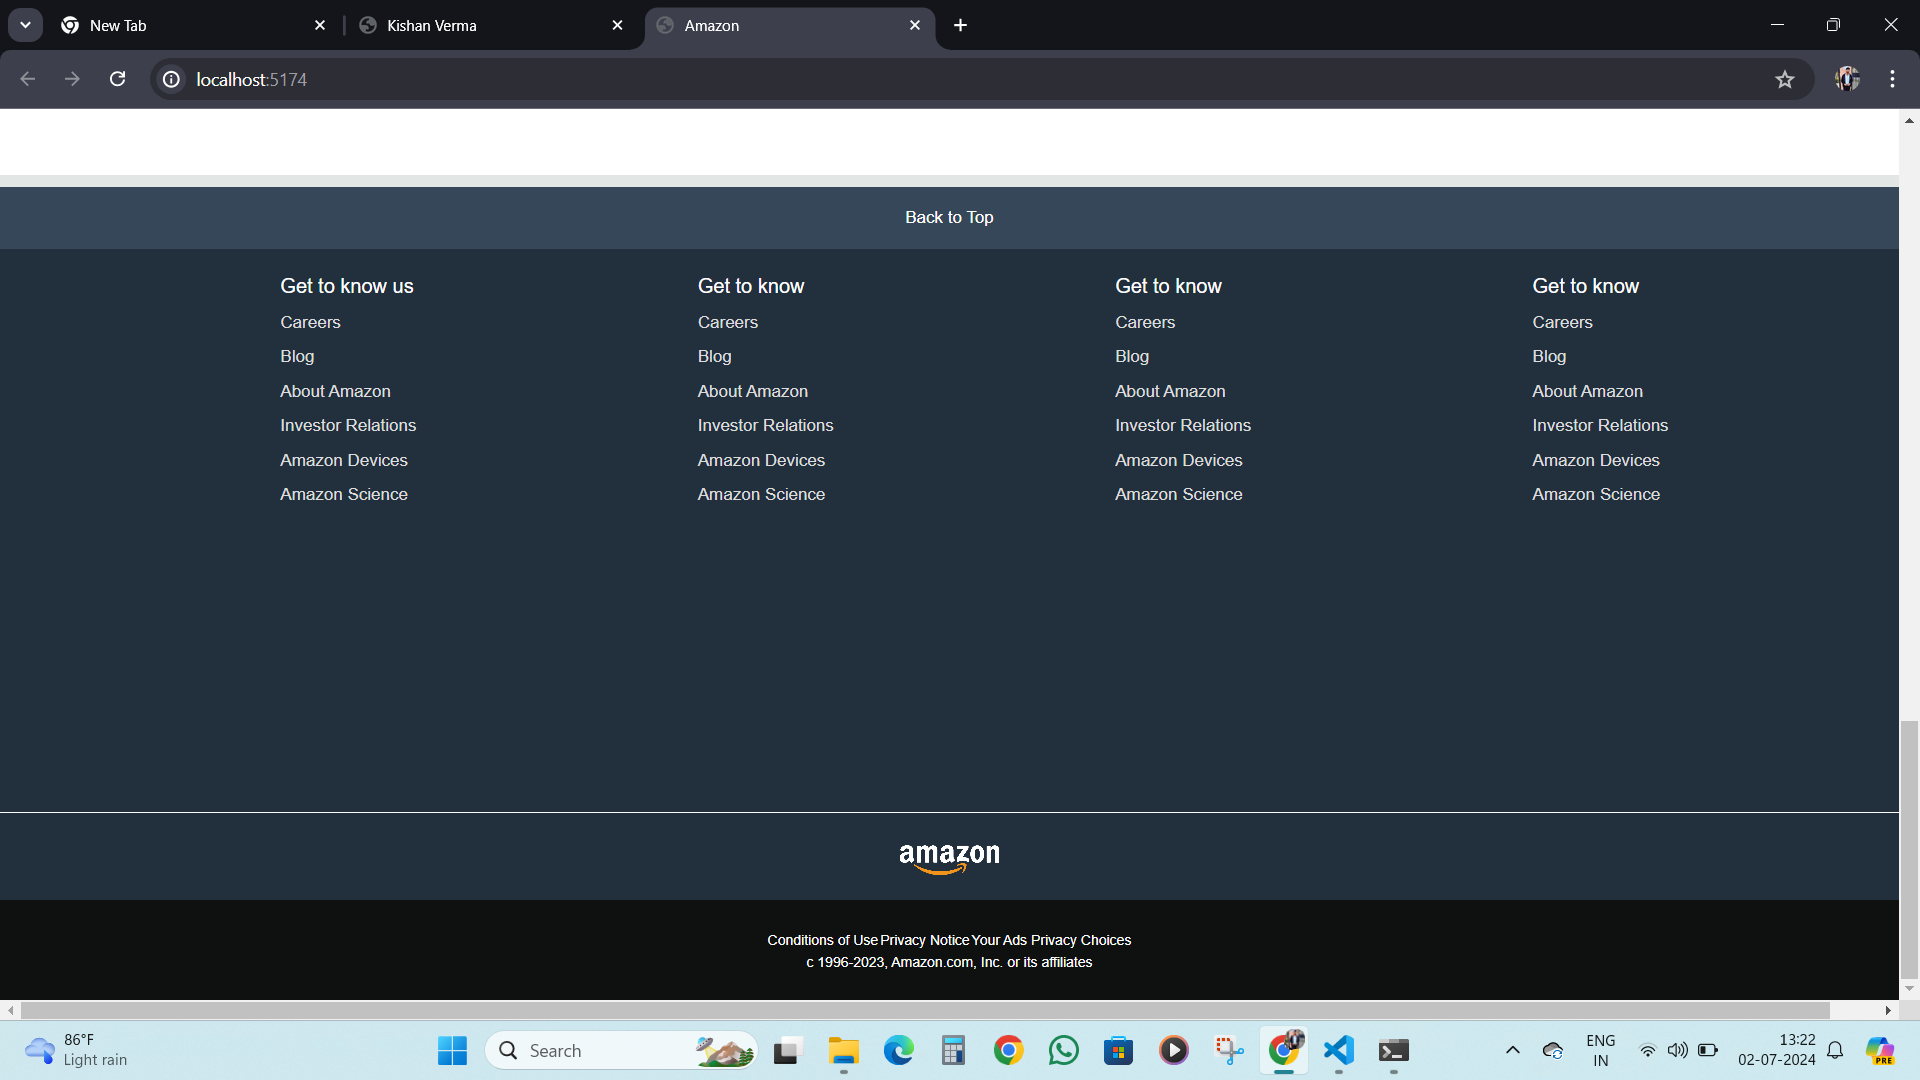 New Tab
Kishan Verma
Amazon
localhost:5174
Back to Top
Get to know us
Careers
Blog
About Amazon
Investor Relations
Amazon Devices
Amazon Science
Get to know
Careers
Blog
About Amazon
Investor Relations
Amazon Devices
Amazon Science
Get to know
Careers
Blog
About Amazon
Investor Relations
Amazon Devices
Amazon Science
Get to know
Careers
Blog
About Amazon
Investor Relations
Amazon Devices
Amazon Science
amazon
Conditions of Use Privacy Notice Your Ads Privacy Choices
c 1996-2023, Amazon.com, Inc. or its affiliates
86°F
Light rain
Search
ENG
IN
13:22
02-07-2024
PRE